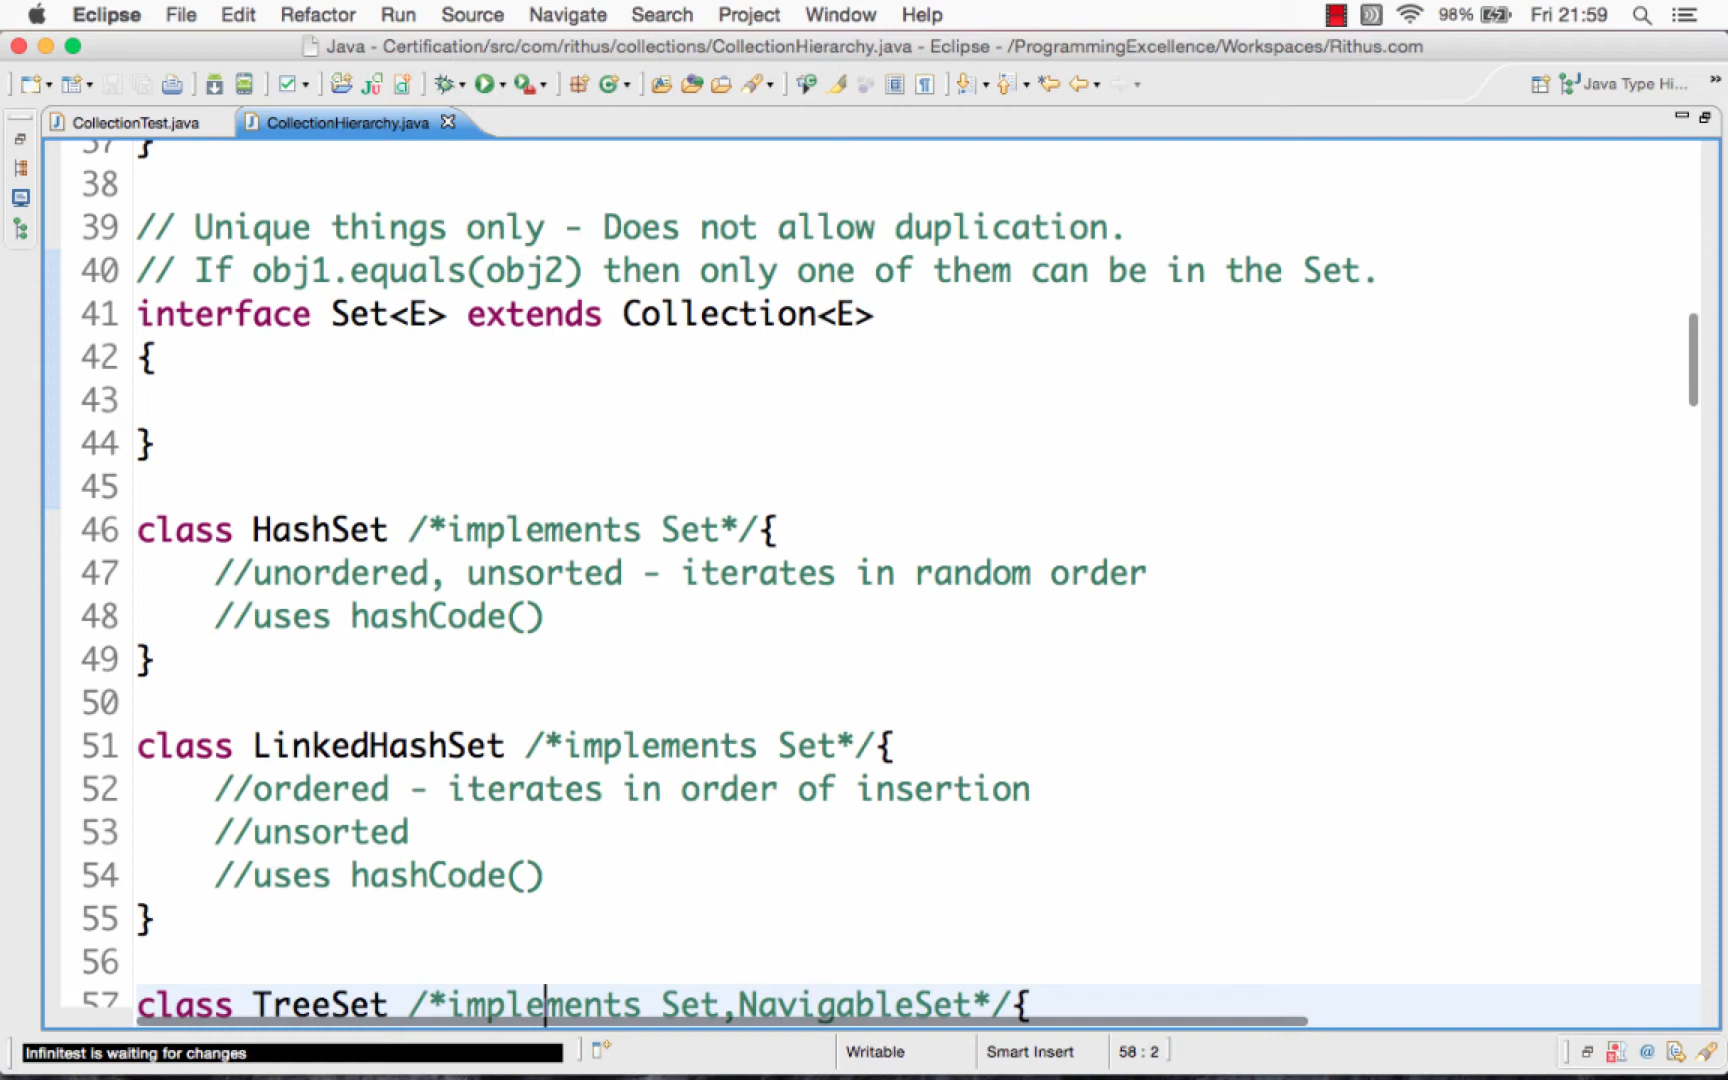 Eclipse File Edit Refactor Run Source Navigate Search Project Window Help 98% Fri 21:59
Java - Certification/src/com/rithus/collections/CollectionHierarchy.java - Eclipse - /ProgrammingExcellence/Workspaces/Rithus.com
Java Type Hi...
CollectionTest.java CollectionHierarchy.java
37 }
38
39 // Unique things only - Does not allow duplication.
40 // If obj1.equals(obj2) then only one of them can be in the Set.
41 interface Set<E> extends Collection<E>
42 {
43
44 }
45
46 class HashSet /*implements Set*/{
47 //unordered, unsorted - iterates in random order
48 //uses hashCode()
49 }
50
51 class LinkedHashSet /*implements Set*/{
52 //ordered - iterates in order of insertion
53 //unsorted
54 //uses hashCode()
55 }
56
57 class TreeSet /*implements Set,NavigableSet*/{
Infinitest is waiting for changes Writable Smart Insert 58 : 2